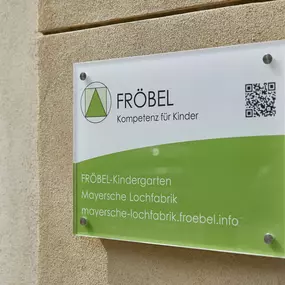 FRÖBEL
Kompetenz für Kinder
FRÖBEL-Kindergarten
Mayersche Lochfabrik
mayersche-lochfabrik.froebel.info